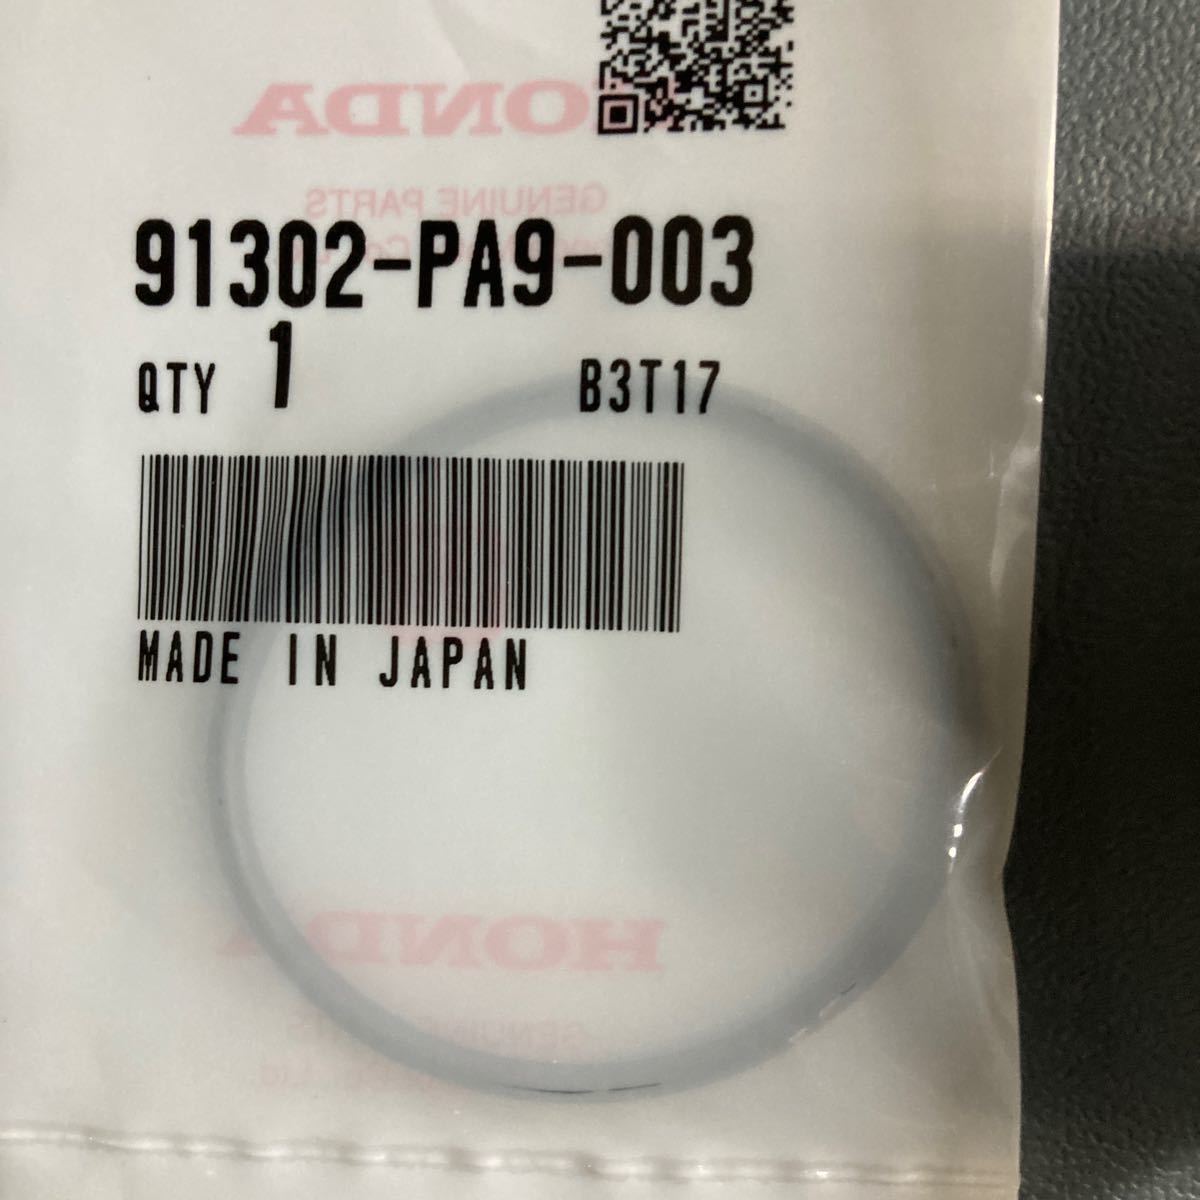 HONDA
GENUINE PARTS
91302-PA9-003
QTY 1 B3T17
MADE IN JAPAN
HONDA